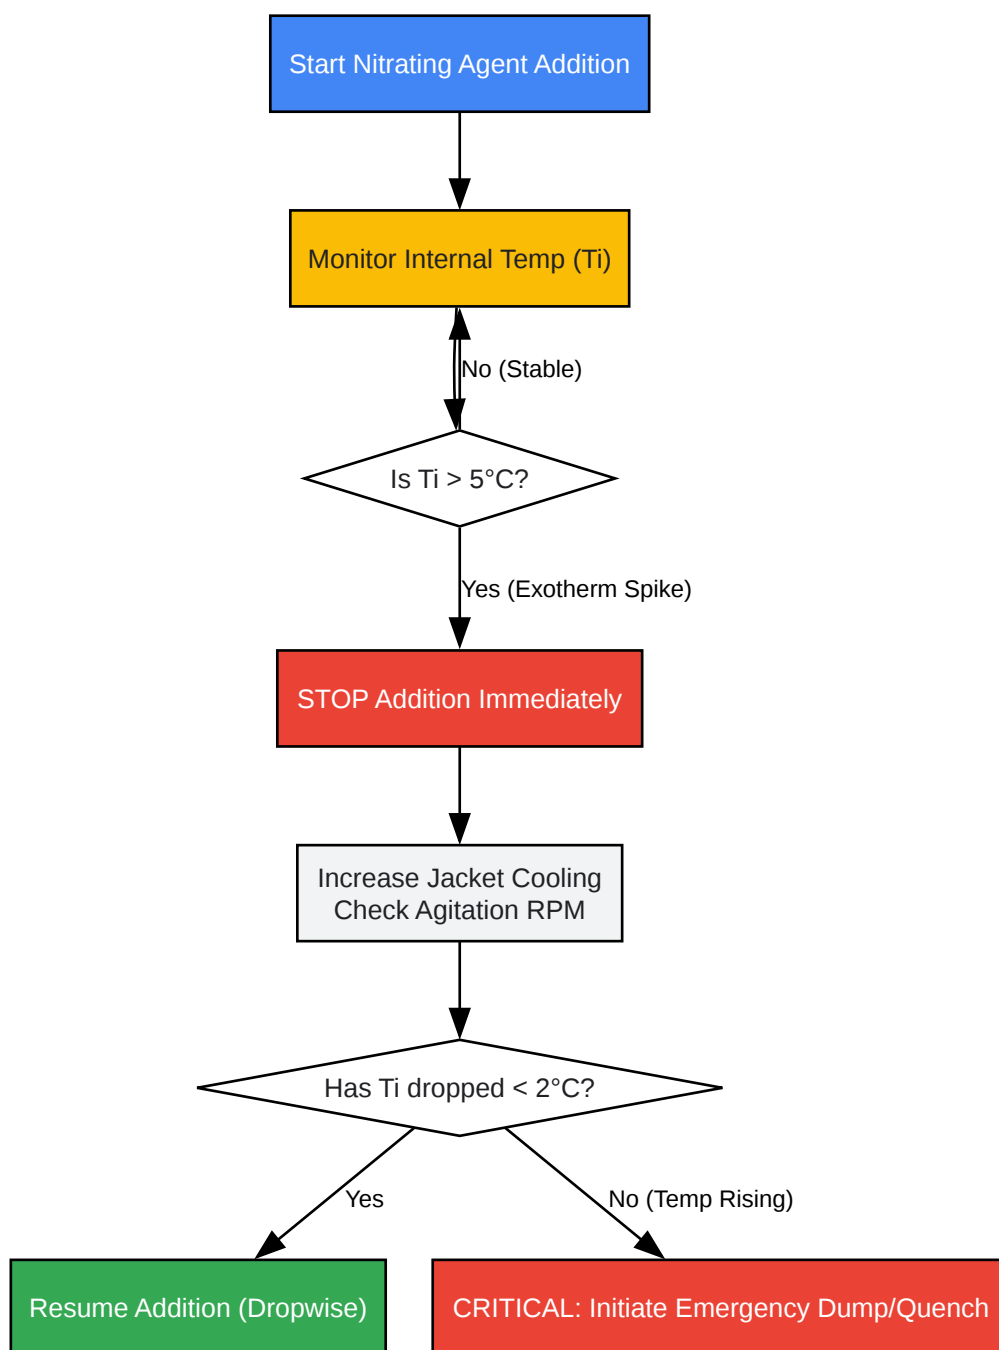 Start Nitrating Agent Addition
Monitor Internal Temp (Ti)
No (Stable)
Is Ti > 5°C?
Yes (Exotherm Spike)
STOP Addition Immediately
Increase Jacket Cooling
Check Agitation RPM
Has Ti dropped < 2°C?
Yes
No (Temp Rising)
Resume Addition (Dropwise)
CRITICAL: Initiate Emergency Dump/Quench